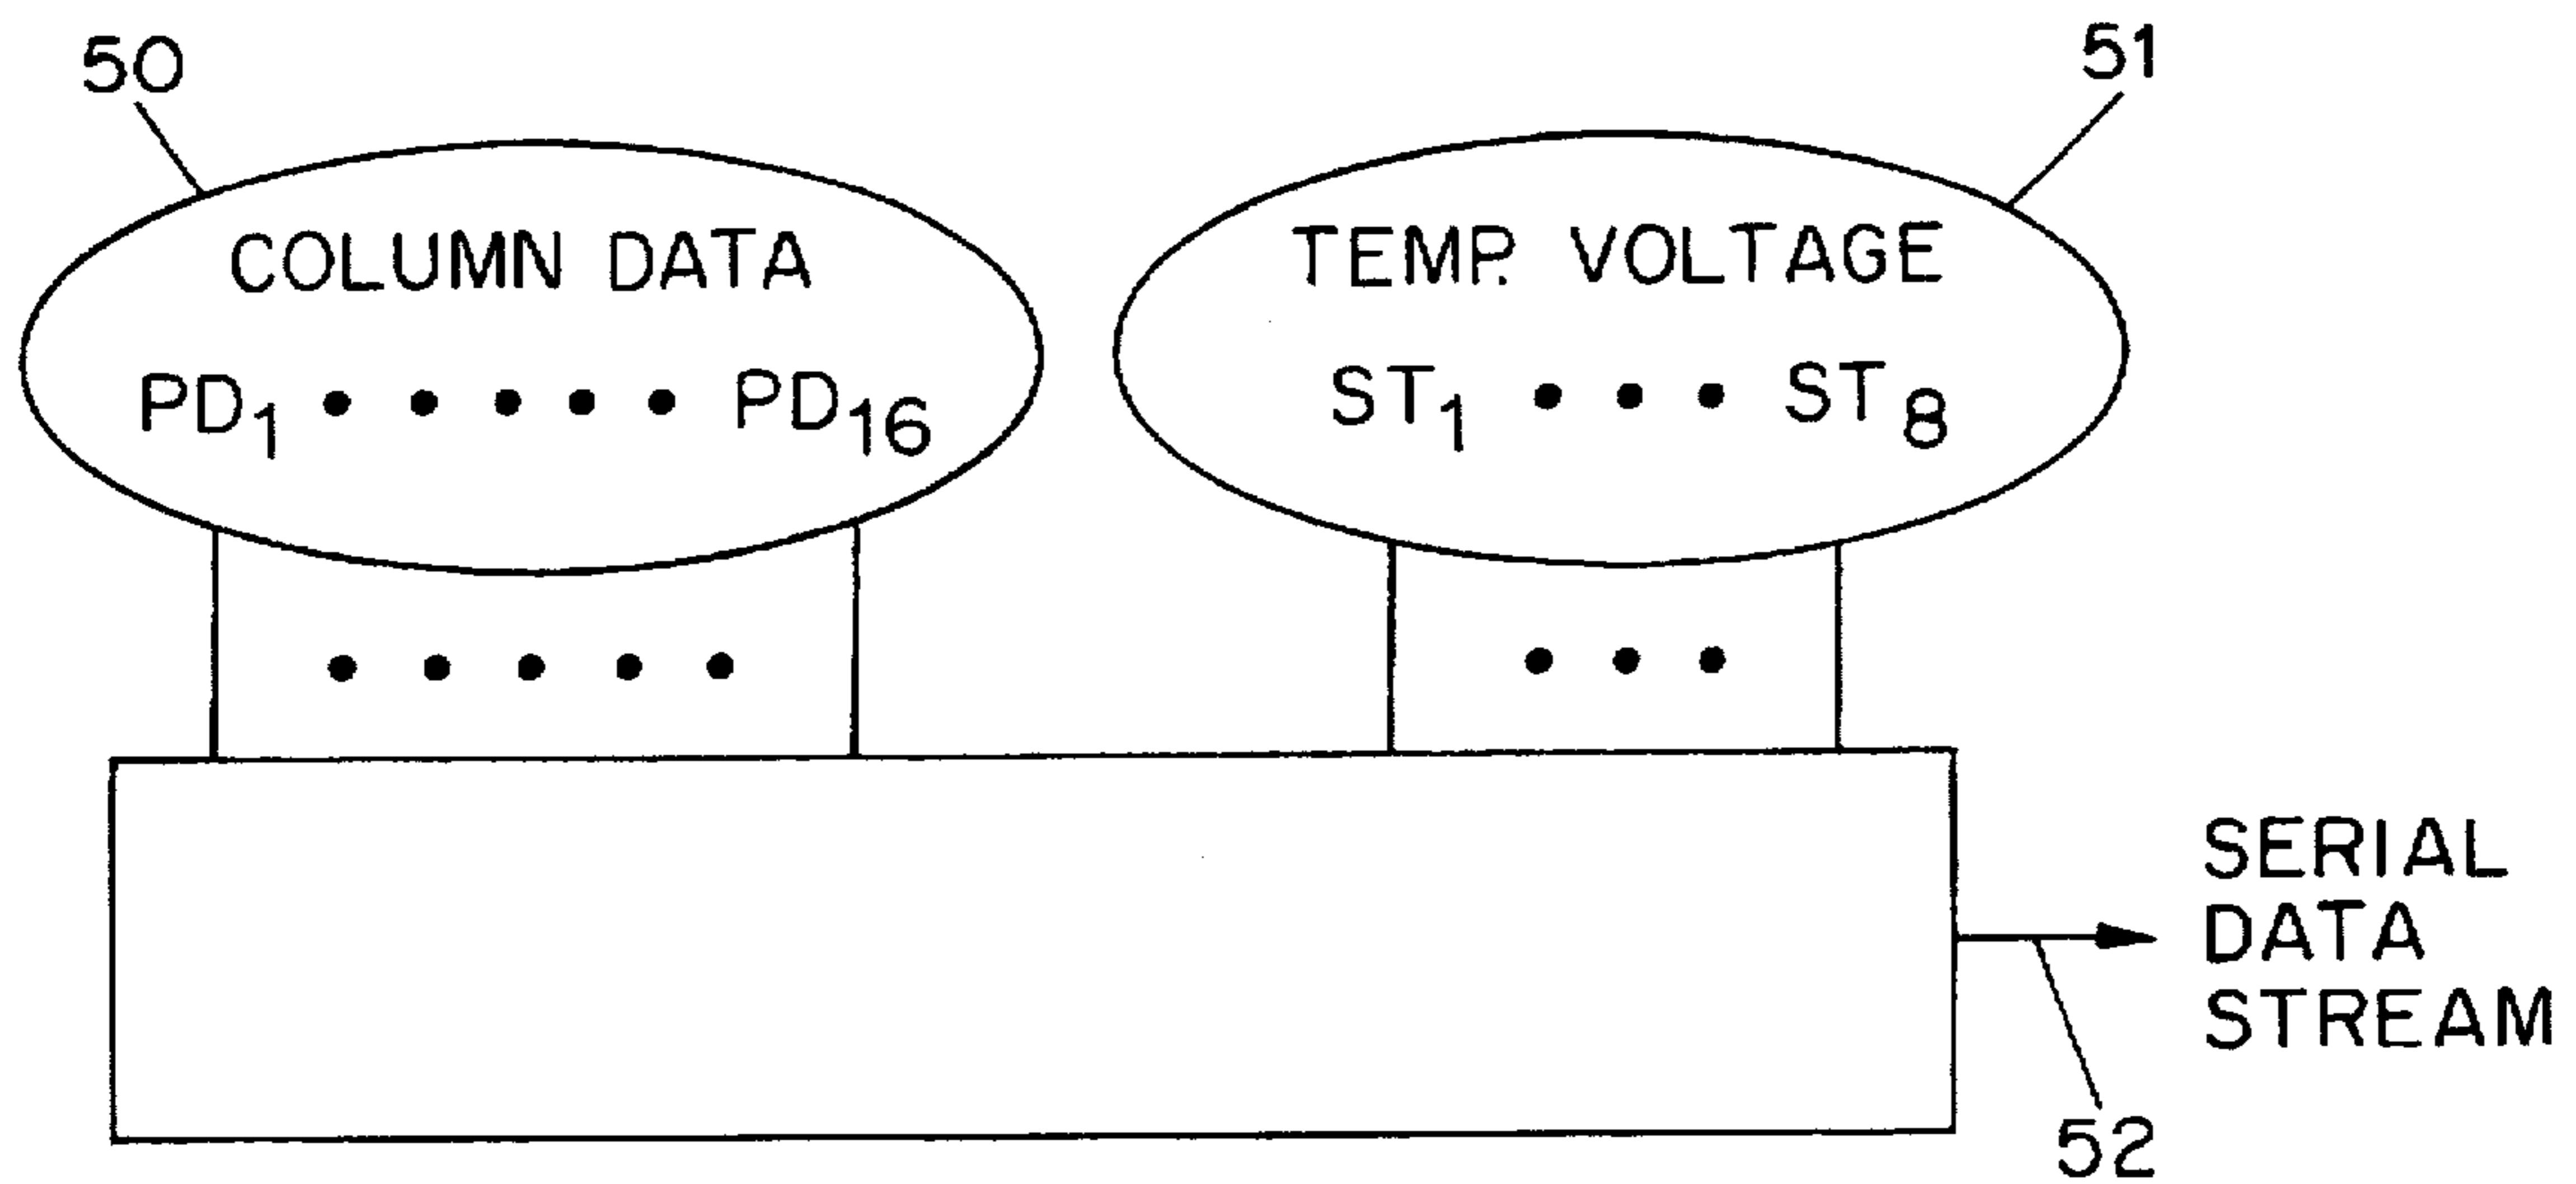 50
51
COLUMN DATA
PD1 • • • • • PD16
TEMP. VOLTAGE
ST1 • • • ST8
• • • • •
• • •
SERIAL
DATA
STREAM
52